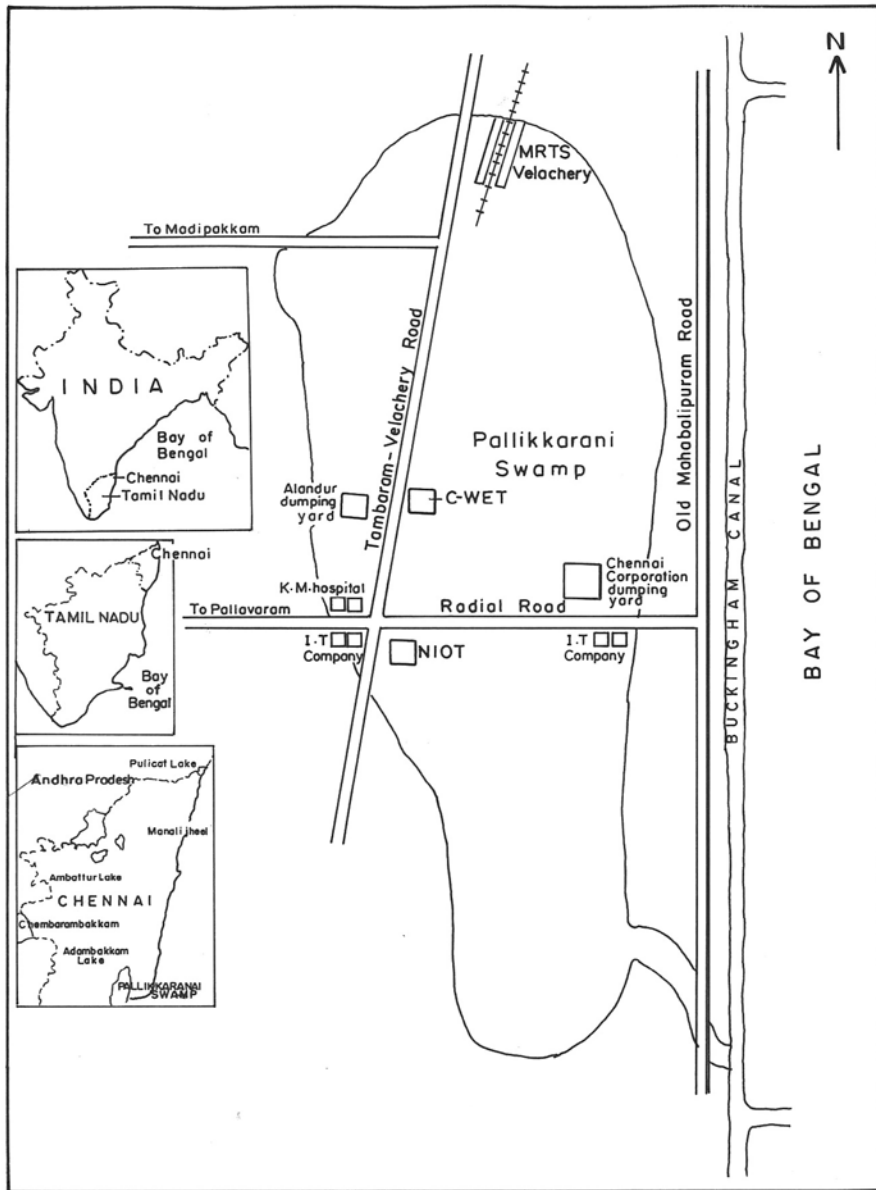 N
MRTS
Velachery
To Madipakkam
Tambaram-Velachery Road
Old Mahabalipuram Road
Pallikkarani
Swamp
BUCKINGHAM CANAL
BAY OF BENGAL
Alandur
dumping
yard
C-WET
Chennai
Corporation
dumping
yard
K.M.hospital
To Pallavaram
Radial Road
I.T
Company
NIOT
I.T
Company
INDIA
Bay of
Bengal
Chennai
Tamil Nadu
Chennai
TAMIL NADU
Bay
of
Bengal
Pulicat Lake
Andhra Pradesh
Manali jheel
Ambattur Lake
CHENNAI
Chembarambakkam
Adambakkam
Lake
PALLIKKARANAI
SWAMP